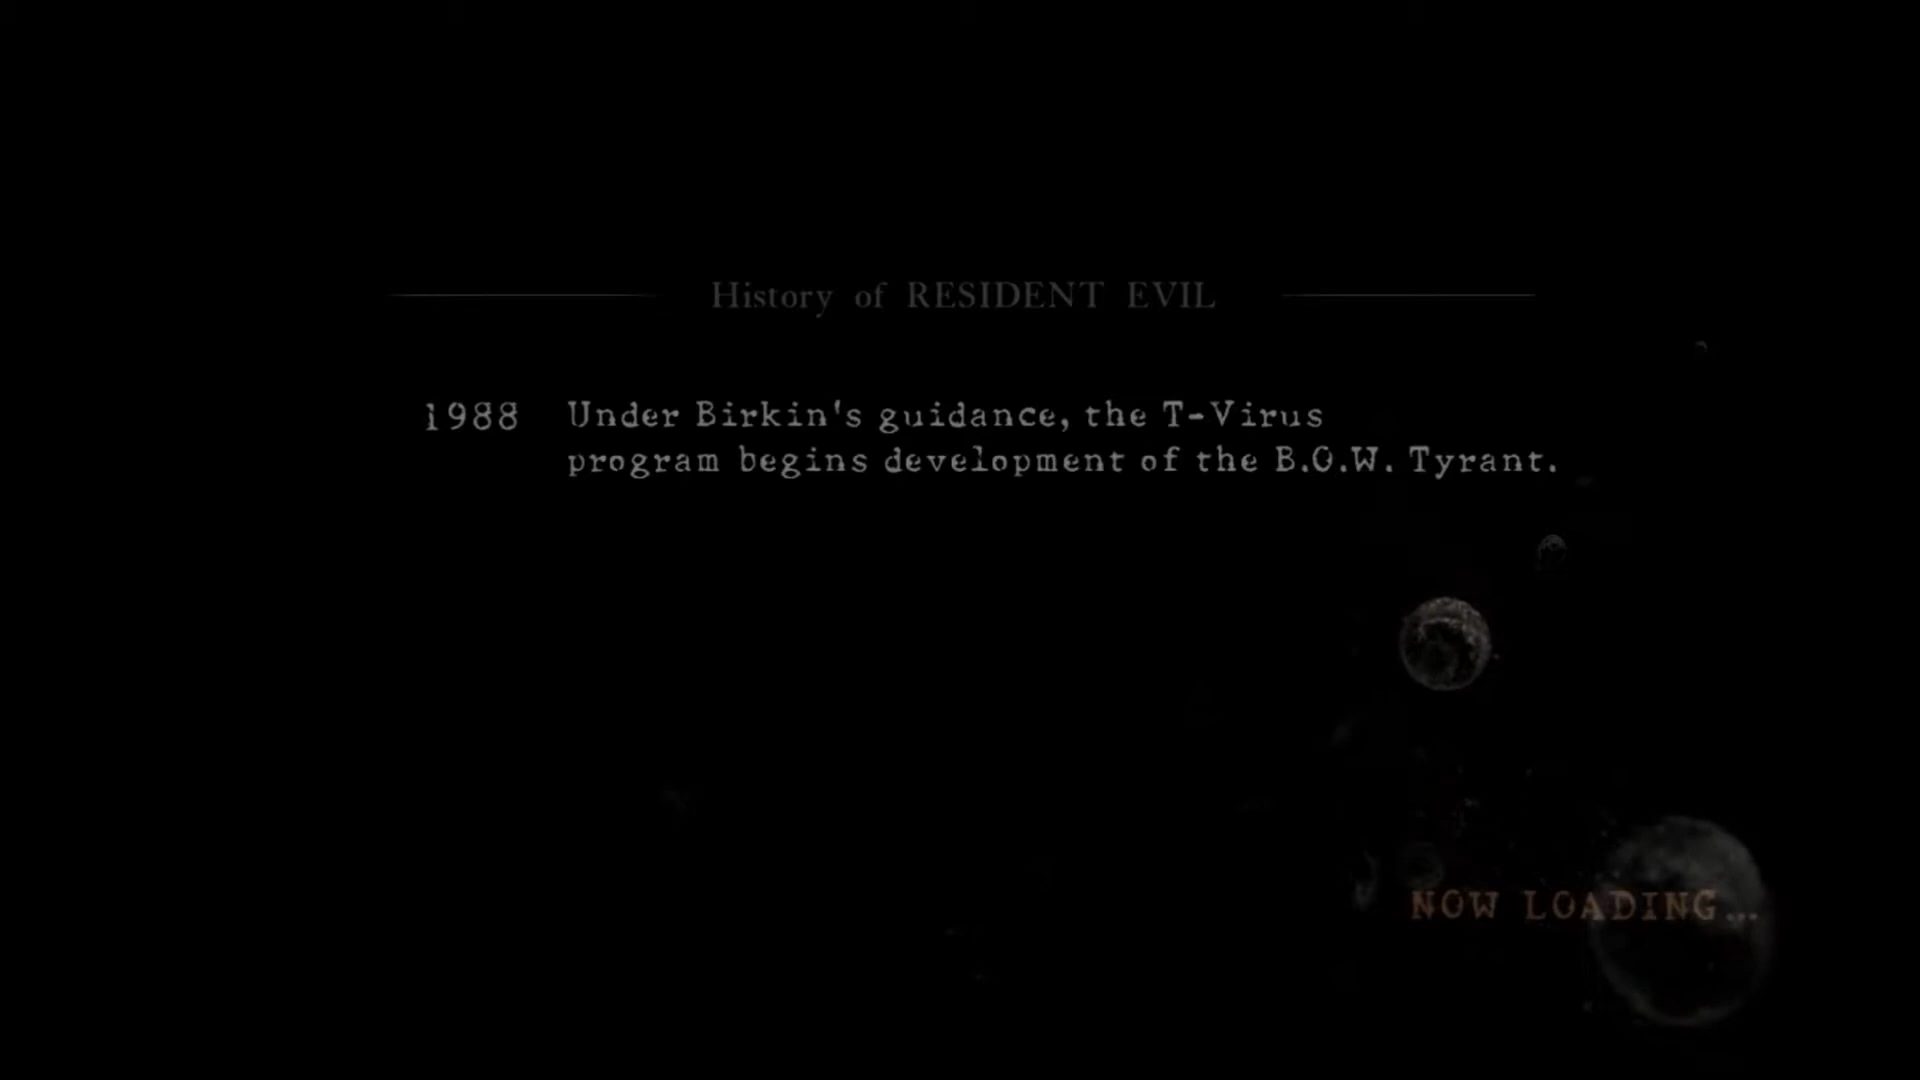 History of RESIDENT EVIL
1988 Under Birkin's guidance, the T-Virus
program begins development of the B.O.W. Tyrant.
NOW LOADING...